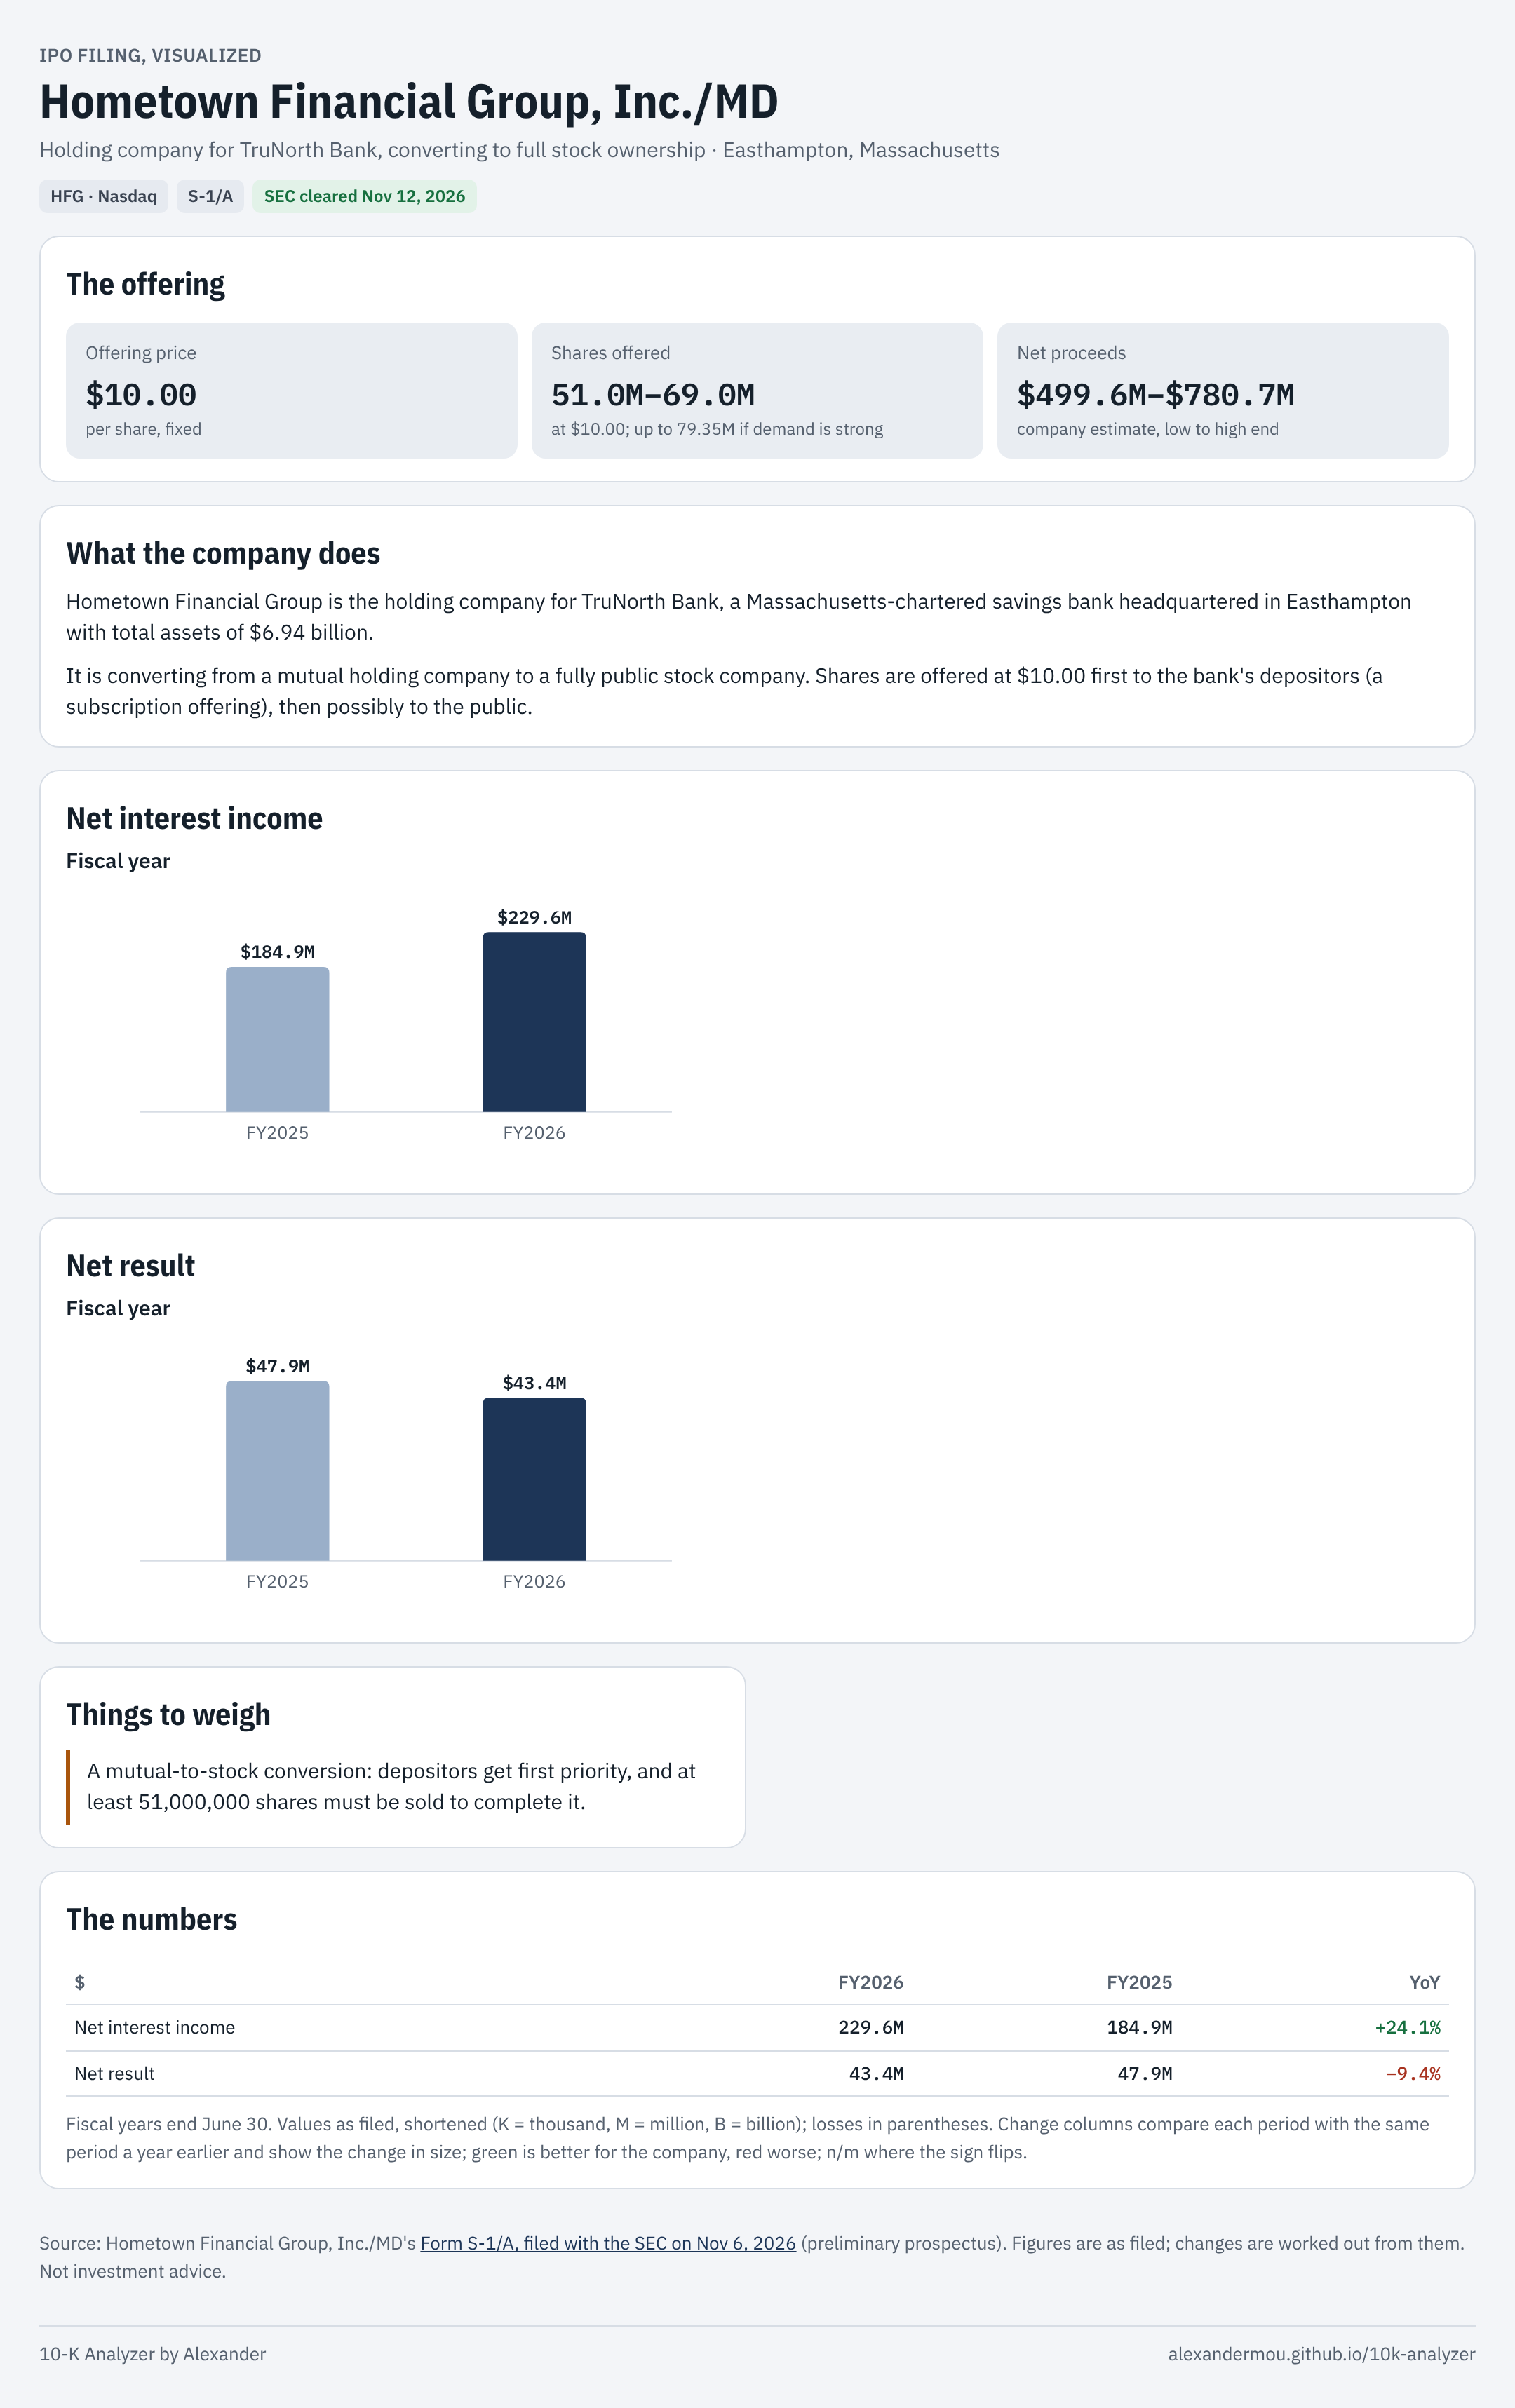 IPO FILING, VISUALIZED
Hometown Financial Group, Inc./MD
Holding company for TruNorth Bank, converting to full stock ownership · Easthampton, Massachusetts
HFG · Nasdaq
S-1/A
SEC cleared Nov 12, 2026
The offering
Offering price
$10.00
per share, fixed
Shares offered
51.0M–69.0M
at $10.00; up to 79.35M if demand is strong
Net proceeds
$499.6M–$780.7M
company estimate, low to high end
What the company does
Hometown Financial Group is the holding company for TruNorth Bank, a Massachusetts-chartered savings bank headquartered in Easthampton
with total assets of $6.94 billion.
It is converting from a mutual holding company to a fully public stock company. Shares are offered at $10.00 first to the bank's depositors (a
subscription offering), then possibly to the public.
Net interest income
Fiscal year
$184.9M
$229.6M
FY2025
FY2026
Net result
Fiscal year
$47.9M
$43.4M
FY2025
FY2026
Things to weigh
A mutual-to-stock conversion: depositors get first priority, and at
least 51,000,000 shares must be sold to complete it.
The numbers
$ FY2026 FY2025 YoY
Net interest income 229.6M 184.9M +24.1%
Net result 43.4M 47.9M −9.4%
Fiscal years end June 30. Values as filed, shortened (K = thousand, M = million, B = billion); losses in parentheses. Change columns compare each period with the same
period a year earlier and show the change in size; green is better for the company, red worse; n/m where the sign flips.
Source: Hometown Financial Group, Inc./MD's Form S-1/A, filed with the SEC on Nov 6, 2026 (preliminary prospectus). Figures are as filed; changes are worked out from them.
Not investment advice.
10-K Analyzer by Alexander
alexandermou.github.io/10k-analyzer